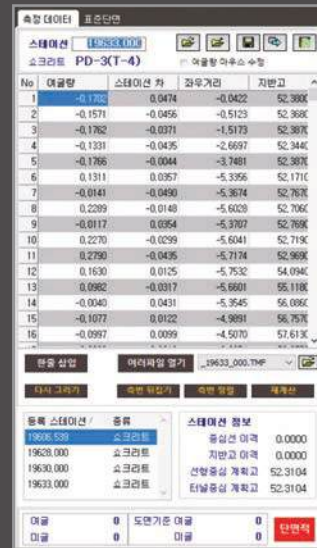 측정 데이터 표준단면
스테이션 19633.000
쇼크리트 PD-3(T-4) 여굴량 마우스 수정
No 여굴량 스테이션 차 좌우거리 지반고
1 -0.1782 0.0474 -0.0422 52.3800
2 -0.1571 -0.0456 -0.5123 52.3680
3 -0.1762 -0.0371 -1.5173 52.3870
4 -0.1331 -0.0435 -2.6697 52.3440
5 -0.1766 -0.0044 -3.7481 52.3870
6 0.1311 0.0357 -5.3356 52.1710
7 -0.0141 -0.0490 -5.3674 52.7670
8 0.2289 -0.0148 -5.6028 52.7060
9 -0.0117 0.0354 -5.3707 52.7690
10 0.2270 -0.0299 -5.6041 52.7190
11 0.2790 -0.0435 -5.7174 52.9690
12 0.1630 0.0125 -5.7532 54.0940
13 0.0982 -0.0317 -5.6601 55.1180
14 -0.0040 0.0431 -5.3545 56.0860
15 -0.1077 0.0122 -4.9891 56.7570
16 -0.0997 0.0099 -4.5070 57.6130
한줄 삽입 여러파일 열기 _19633_000.TMP
다시 그리기 측변 뒤집기 측변 정렬 재계산
등록 스테이션 / 종류 스테이션 정보
19606.539 쇼크리트 중심선 이격 0.0000
19628.000 쇼크리트 지반고 이격 0.0000
19630.000 쇼크리트 선형중심 계획고 52.3104
19633.000 쇼크리트 터널중심 계획고 52.3104
여굴 0 도면기준 여굴 0 단면적
미굴 0 미굴 0